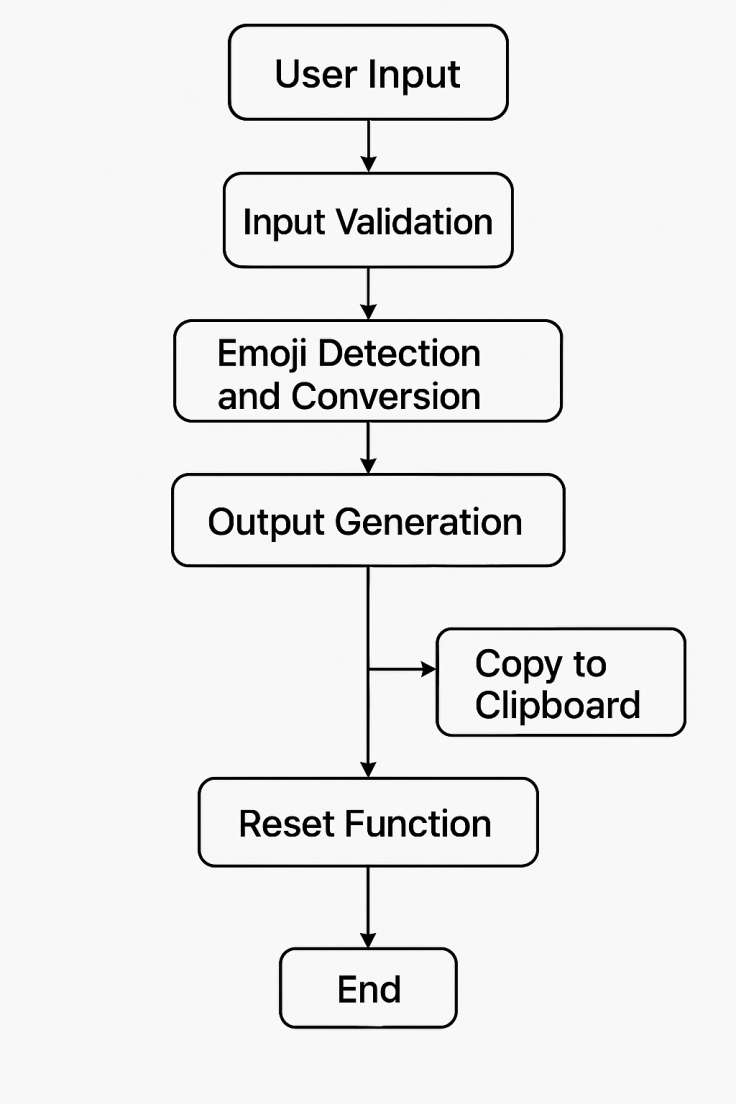 User Input
Input Validation
Emoji Detection
and Conversion
Output Generation
Copy to
Clipboard
Reset Function
End